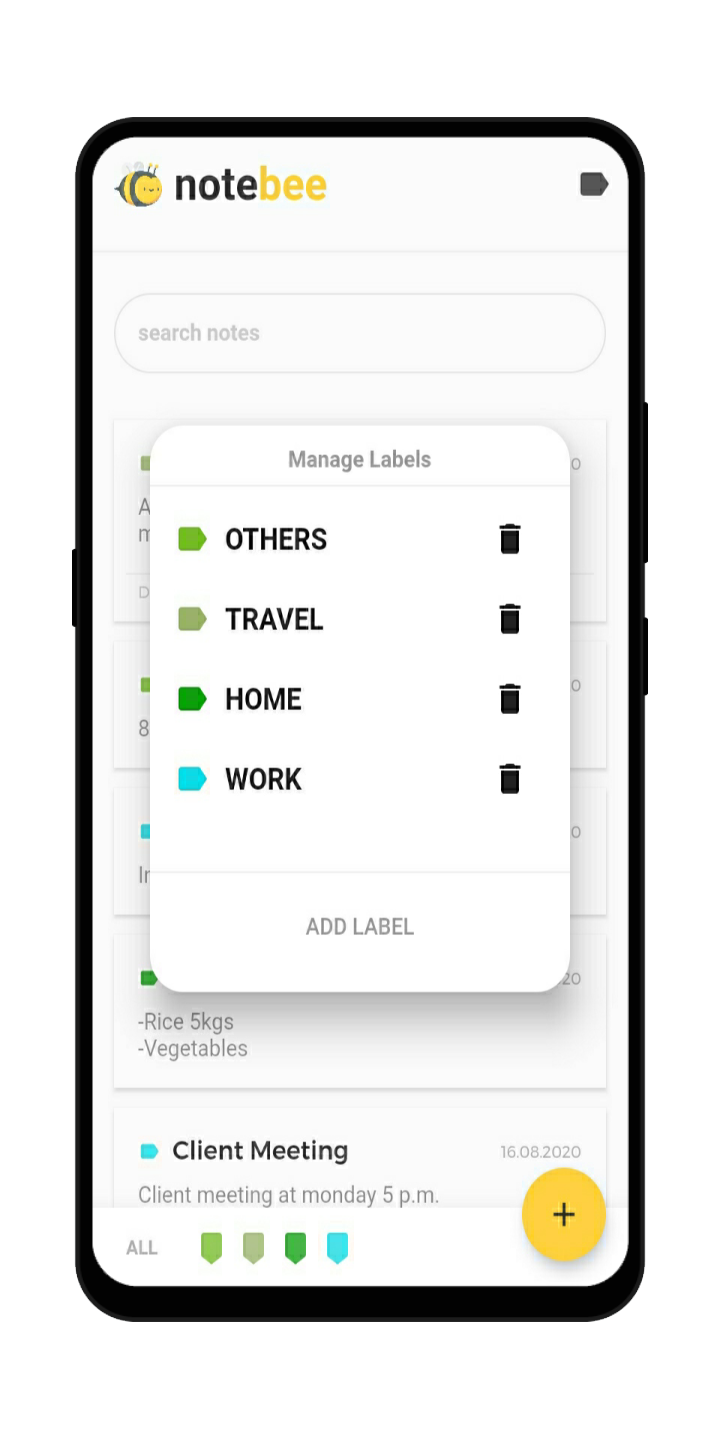 notebee
search notes
Manage Labels
OTHERS
TRAVEL
HOME
WORK
ADD LABEL
-Rice 5kgs
-Vegetables
Client Meeting 16.08.2020
Client meeting at monday 5 p.m.
+
ALL